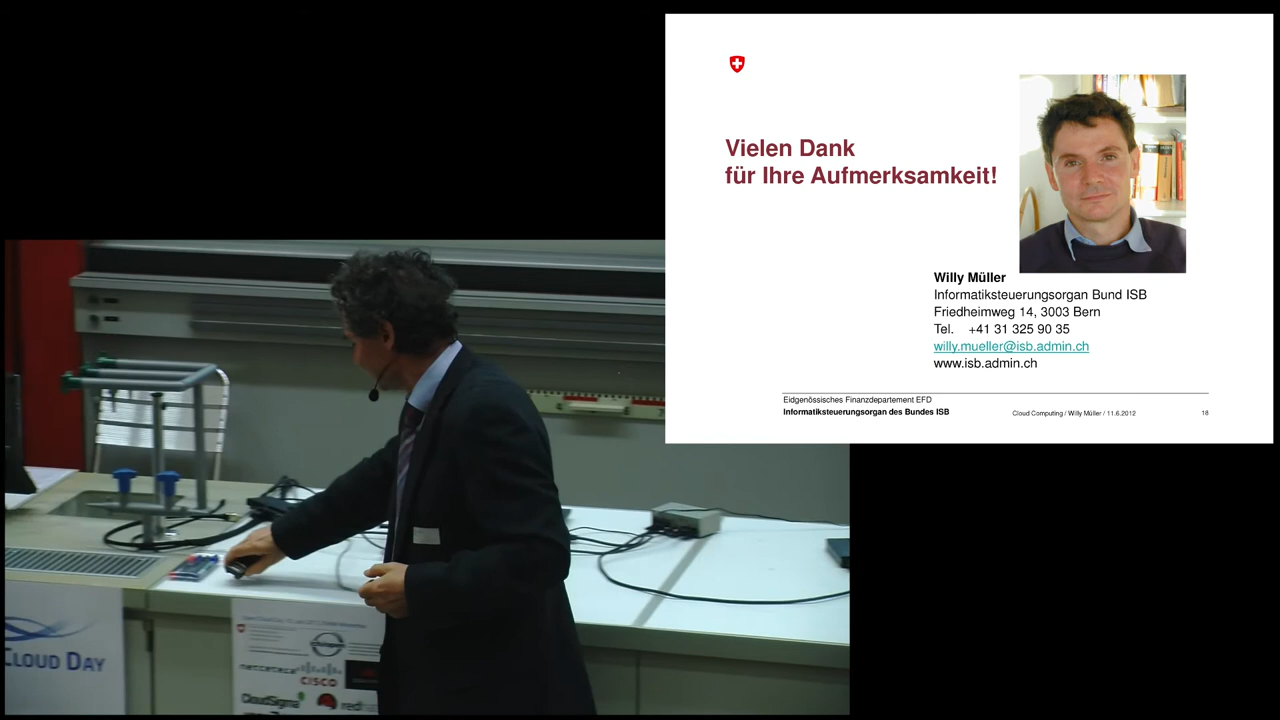 Vielen Dank
für Ihre Aufmerksamkeit!
Willy Müller
Informatiksteuerungsorgan Bund ISB
Friedheimweg 14, 3003 Bern
Tel. +41 31 325 90 35
willy.mueller@isb.admin.ch
www.isb.admin.ch
Eidgenössisches Finanzdepartement EFD
Informatiksteuerungsorgan des Bundes ISB
Cloud Computing / Willy Müller / 11.6.2012
18
CLOUD DAY
netcetera
CISCO
CloudSigma